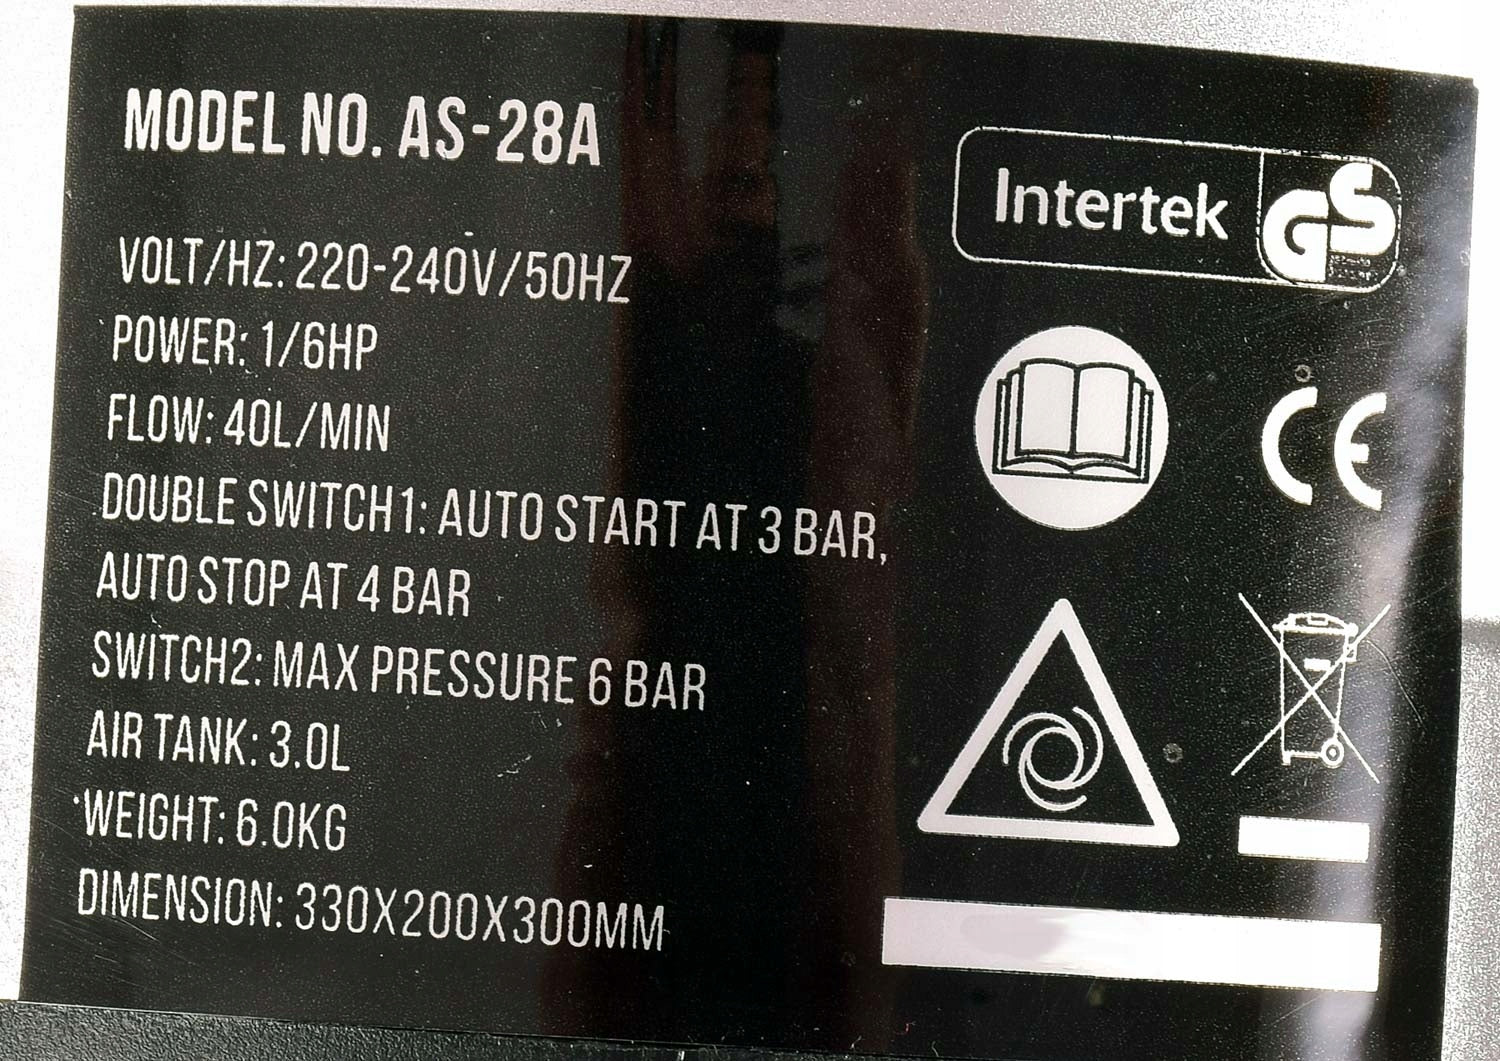 MODEL NO. AS-28A
VOLT/HZ: 220-240V/50HZ
POWER: 1/6HP
FLOW: 40L/MIN
DOUBLE SWITCH1: AUTO START AT 3 BAR,
AUTO STOP AT 4 BAR
SWITCH2: MAX PRESSURE 6 BAR
AIR TANK: 3.0L
WEIGHT: 6.0KG
DIMENSION: 330X200X300MM
Intertek GS
CE